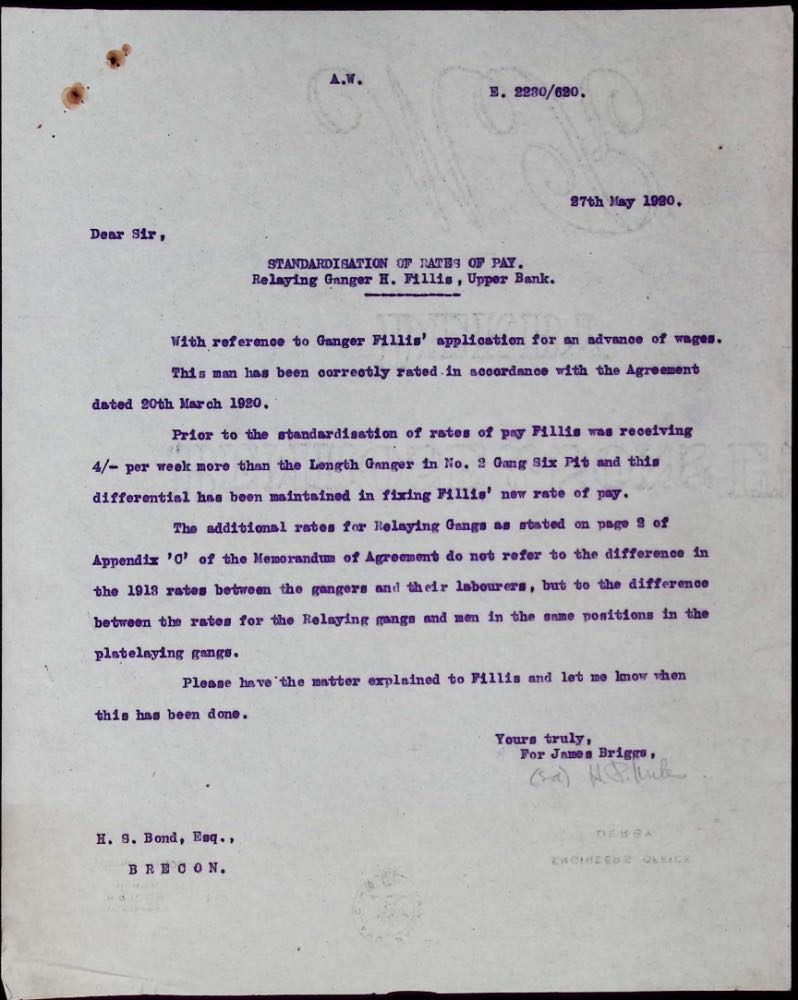 A.W.
E. 2230/620.
27th May 1920.
Dear Sir,
STANDARDISATION OF RATES OF PAY.
Relaying Ganger H. Fillis, Upper Bank.
With reference to Ganger Fillis' application for an advance of wages.
This man has been correctly rated in accordance with the Agreement
dated 20th March 1920.
Prior to the standardisation of rates of pay Fillis was receiving
4/- per week more than the Length Ganger in No. 2 Gang Six Pit and this
differential has been maintained in fixing Fillis' new rate of pay.
The additional rates for Relaying Gangs as stated on page 2 of
Appendix 'C' of the Memorandum of Agreement do not refer to the difference in
the 1913 rates between the gangers and their labourers, but to the difference
between the rates for the Relaying gangs and men in the same positions in the
platelaying gangs.
Please have the matter explained to Fillis and let me know when
this has been done.
Yours truly,
For James Briggs,
(sd) H.P.
H. S. Bond, Esq.,
BRECON.
DERBY
ENGINEERS OFFICE